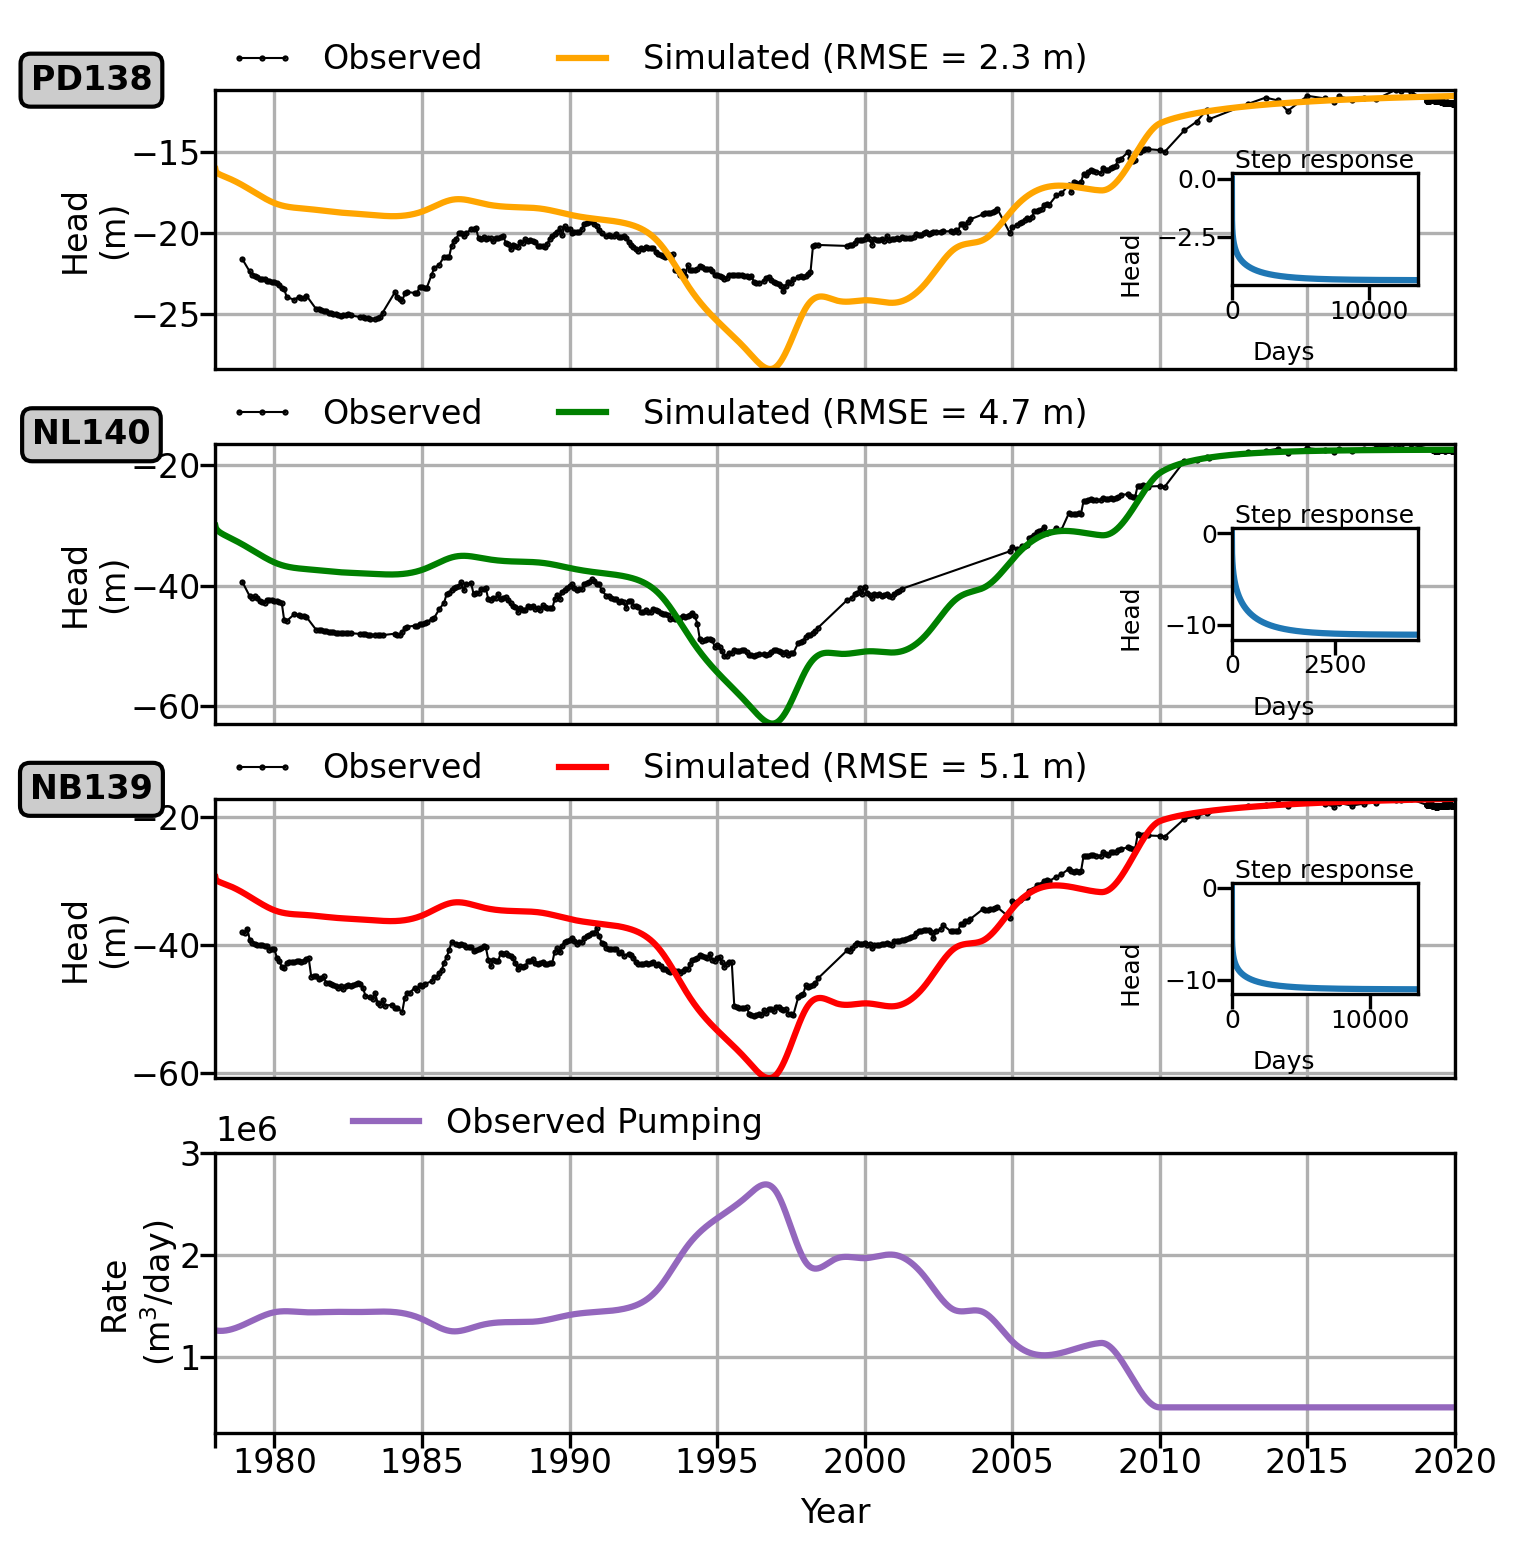 PD138
Observed
Simulated (RMSE = 2.3 m)
−15
−20
−25
Head
(m)
Step response
0.0
−2.5
Head
0
10000
Days
NL140
Observed
Simulated (RMSE = 4.7 m)
−20
−40
−60
Head
(m)
Step response
0
−10
Head
0
2500
Days
NB139
Observed
Simulated (RMSE = 5.1 m)
−20
−40
−60
Head
(m)
Step response
0
−10
Head
0
10000
Days
1e6
Observed Pumping
3
2
1
Rate
(m³/day)
1980
1985
1990
1995
2000
2005
2010
2015
2020
Year